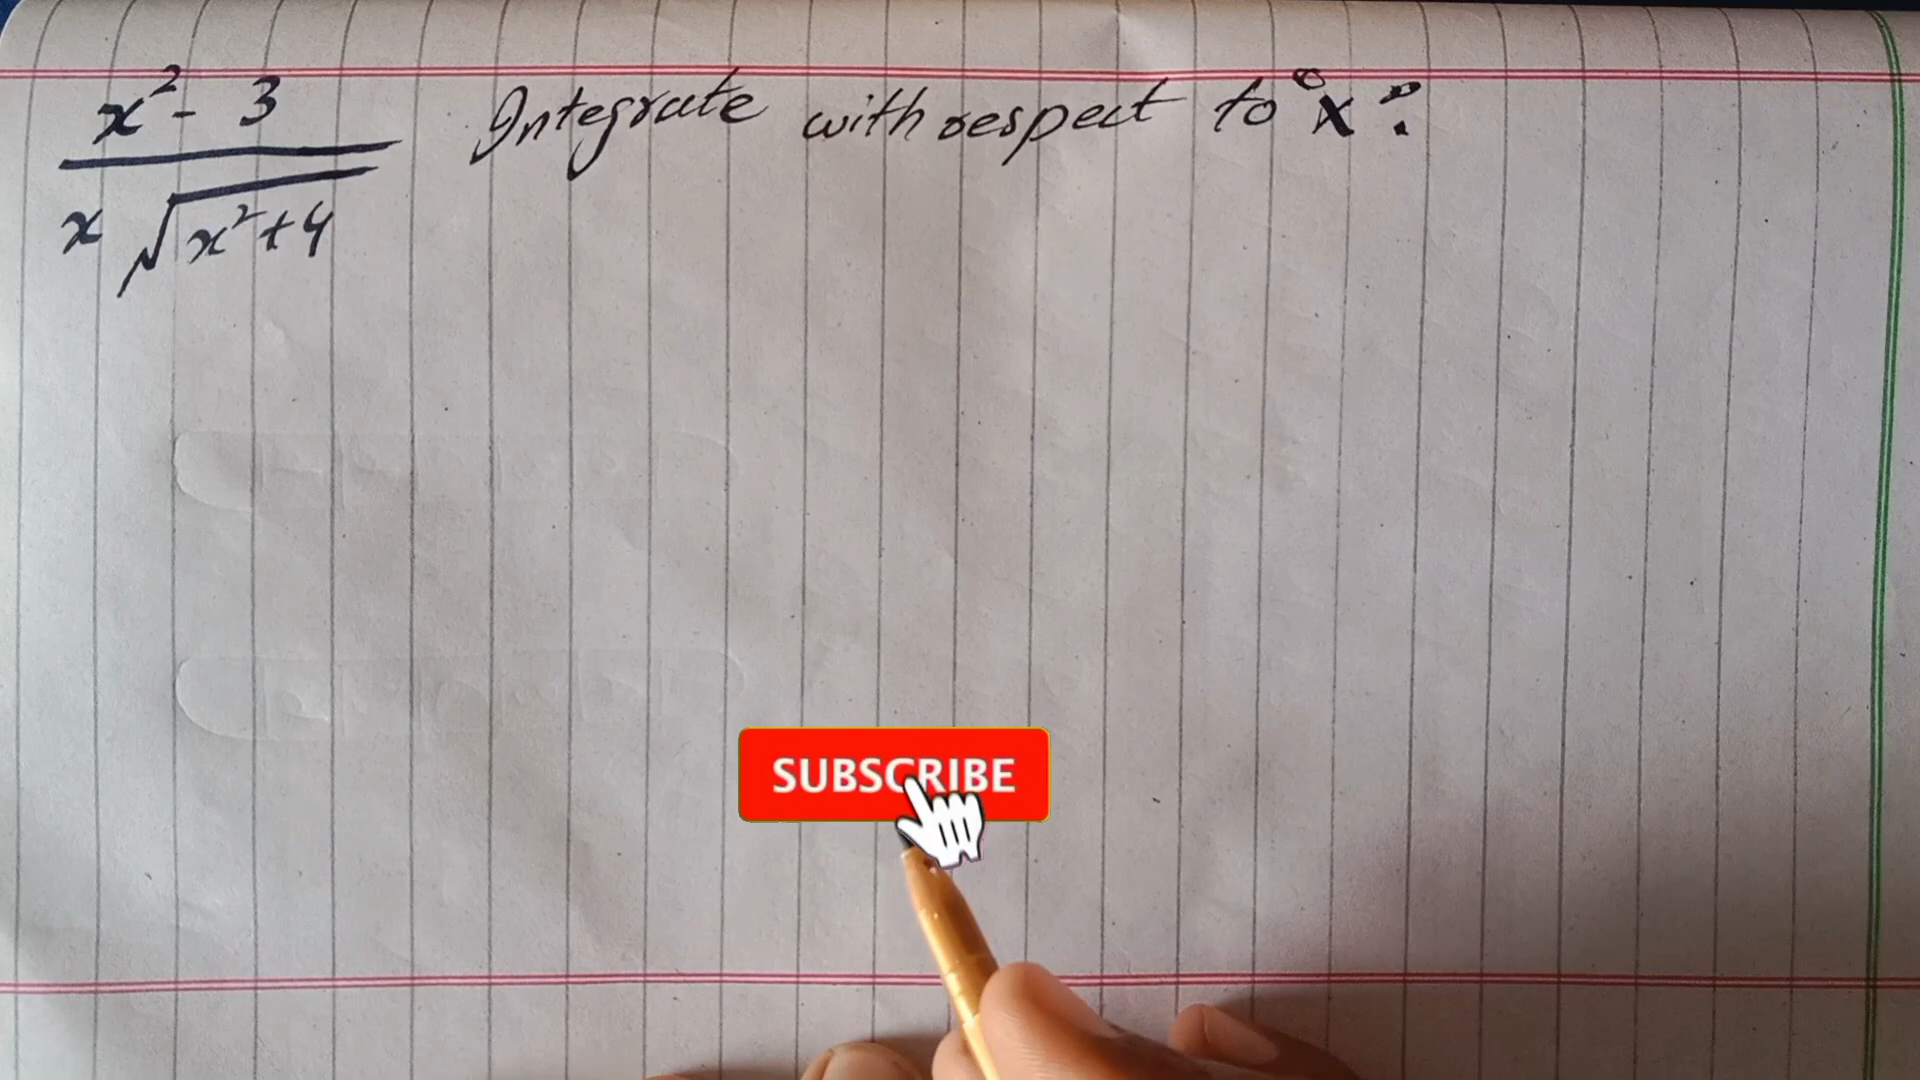 x² - 3
x √x²+4
Integrate with respect to x?
SUBSCRIBE